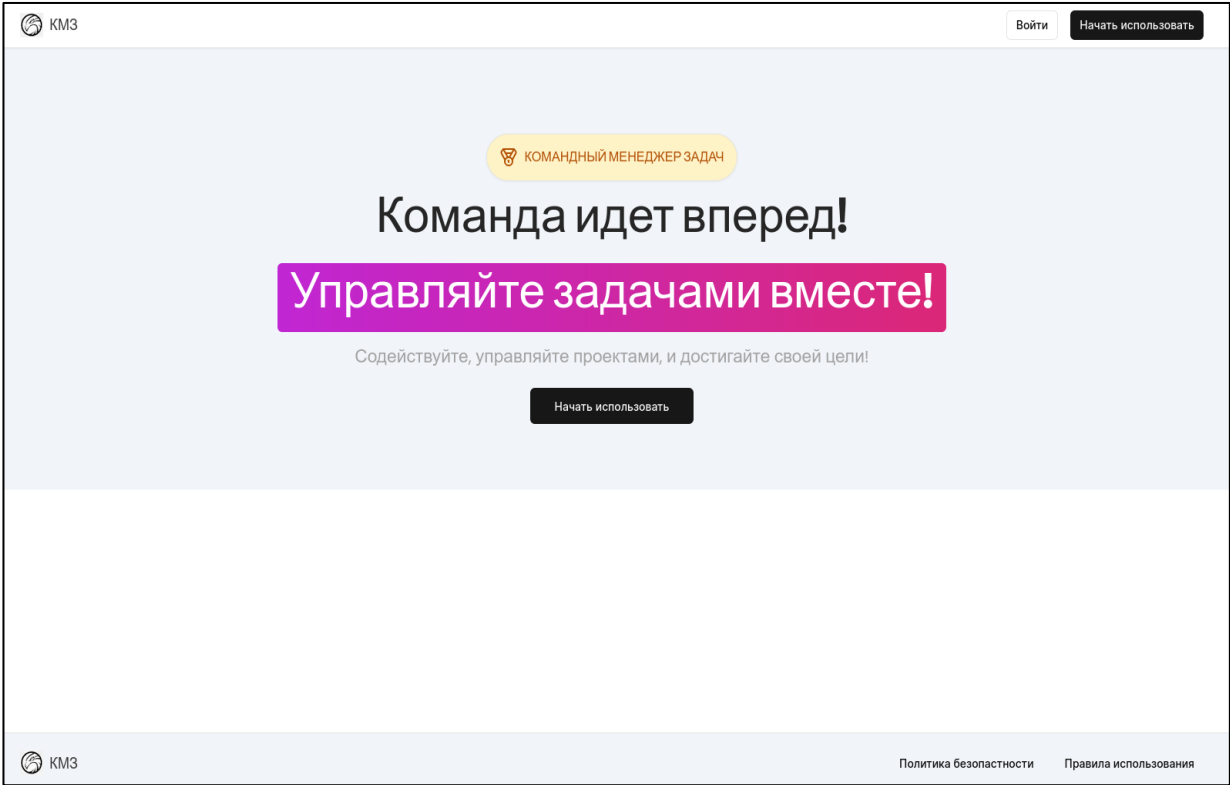 КМЗ
Войти
Начать использовать
КОМАНДНЫЙ МЕНЕДЖЕР ЗАДАЧ
Команда идет вперед!
Управляйте задачами вместе!
Содействуйте, управляйте проектами, и достигайте своей цели!
Начать использовать
КМЗ
Политика безопастности
Правила использования